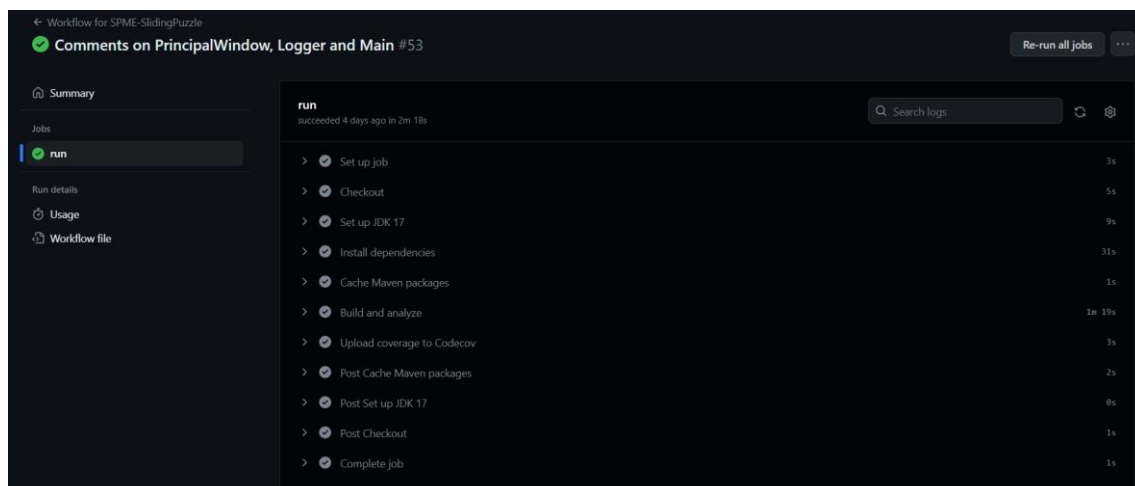 ← Workflow for SPME-SlidingPuzzle
Comments on PrincipalWindow, Logger and Main #53
Re-run all jobs
Summary
Jobs
run
Run details
Usage
Workflow file
run
succeeded 4 days ago in 2m 18s
Search logs
Set up job 3s
Checkout 5s
Set up JDK 17 9s
Install dependencies 31s
Cache Maven packages 1s
Build and analyze 1m 19s
Upload coverage to Codecov 3s
Post Cache Maven packages 2s
Post Set up JDK 17 0s
Post Checkout 1s
Complete job 1s